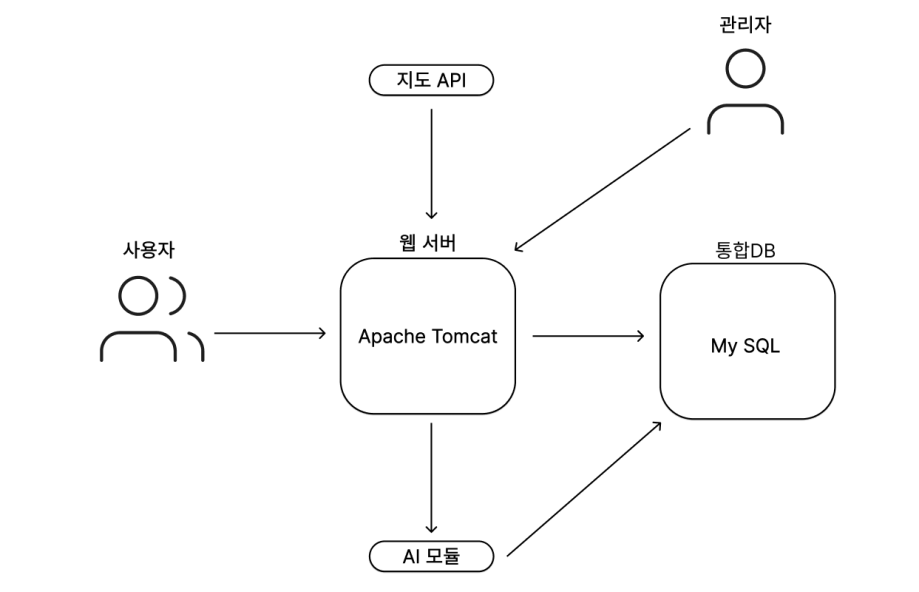 관리자
지도 API
웹 서버
사용자
통합DB
Apache Tomcat
My SQL
AI 모듈